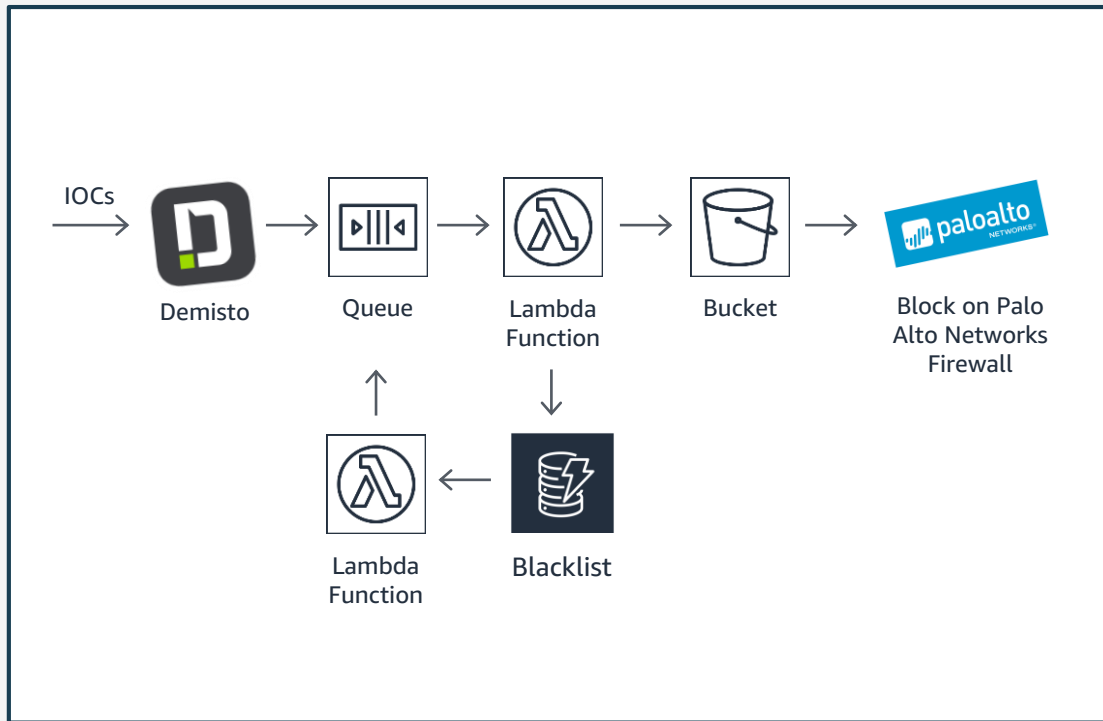 IOCs
Demisto
Queue
Lambda
Function
Bucket
paloalto
NETWORKS®
Block on Palo
Alto Networks
Firewall
Lambda
Function
Blacklist